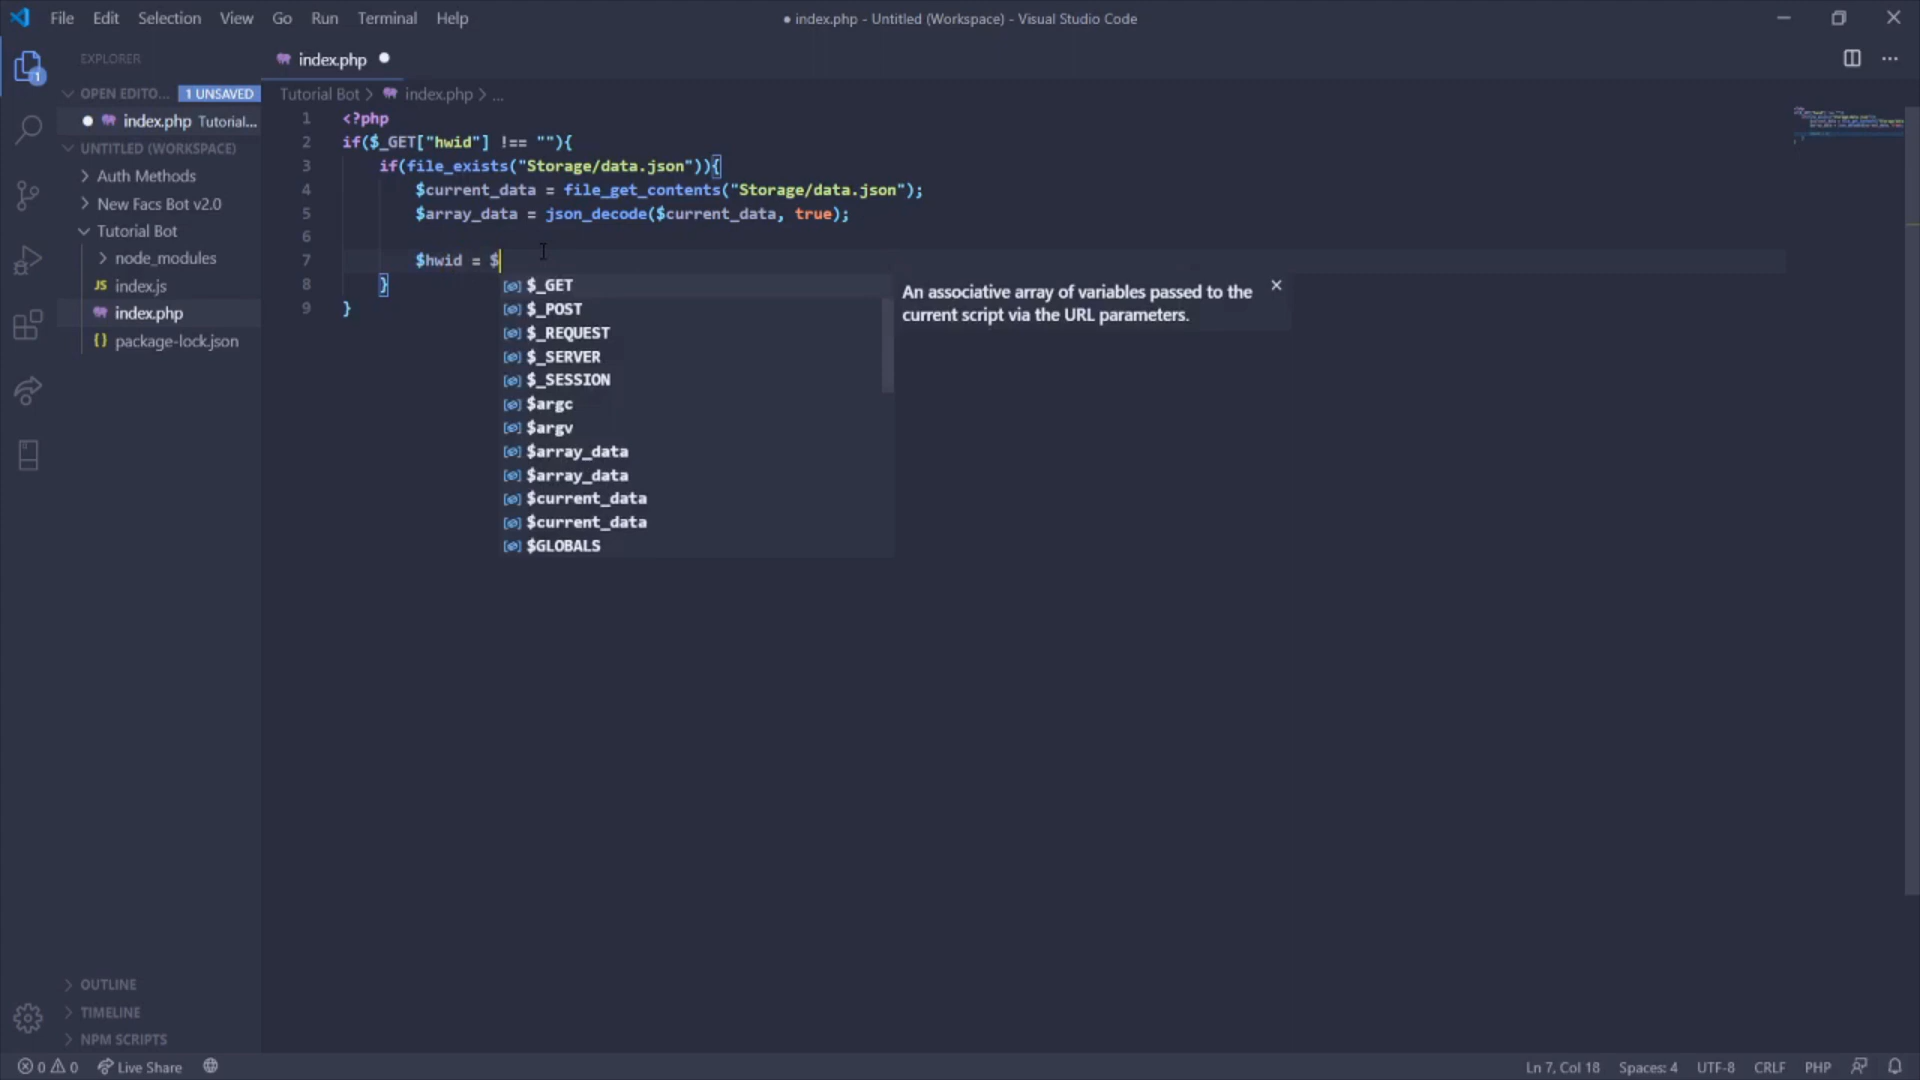 File Edit Selection View Go Run Terminal Help
● index.php - Untitled (Workspace) - Visual Studio Code
EXPLORER
index.php
OPEN EDITO... 1 UNSAVED
index.php Tutorial...
UNTITLED (WORKSPACE)
Auth Methods
New Facs Bot v2.0
Tutorial Bot
node_modules
JS index.js
index.php
{} package-lock.json
OUTLINE
TIMELINE
NPM SCRIPTS
1
Tutorial Bot > index.php > ...
1 <?php
2 if($_GET["hwid"] !== ""){
3 if(file_exists("Storage/data.json")){
4 $current_data = file_get_contents("Storage/data.json");
5 $array_data = json_decode($current_data, true);
6
7 $hwid = $
8 }
9 }
$_GET
$_POST
$_REQUEST
$_SERVER
$_SESSION
$argc
$argv
$array_data
$array_data
$current_data
$current_data
$GLOBALS
An associative array of variables passed to the
current script via the URL parameters.
0 0 Live Share
Ln 7, Col 18 Spaces: 4 UTF-8 CRLF PHP